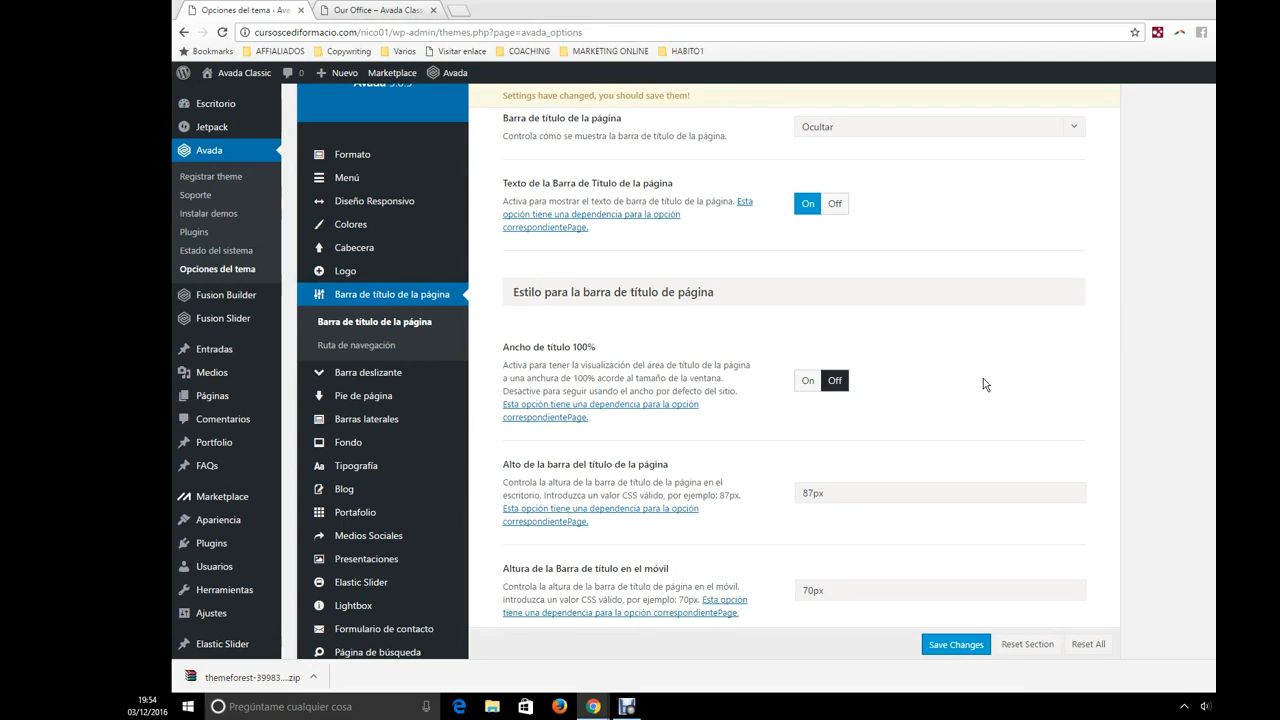 Opciones del tema ‹ Ava
Our Office – Avada Clas
cursoscediformacio.com/nico01/wp-admin/themes.php?page=avada_options
Bookmarks
AFFILIADOS
Copywriting
Varios
Visitar enlace
COACHING
MARKETING ONLINE
HABITO1
Avada Classic
0
Nuevo
Marketplace
Avada
Escritorio
Jetpack
Avada
Registrar theme
Soporte
Instalar demos
Plugins
Estado del sistema
Opciones del tema
Fusion Builder
Fusion Slider
Entradas
Medios
Páginas
Comentarios
Portfolio
FAQs
Marketplace
Apariencia
Plugins
Usuarios
Herramientas
Ajustes
Elastic Slider
Formato
Menú
Diseño Responsivo
Colores
Cabecera
Logo
Barra de título de la página
Barra de título de la página
Ruta de navegación
Barra deslizante
Pie de página
Barras laterales
Fondo
Tipografía
Blog
Portafolio
Medios Sociales
Presentaciones
Elastic Slider
Lightbox
Formulario de contacto
Página de búsqueda
Settings have changed, you should save them!
Barra de título de la página
Controla cómo se muestra la barra de título de la página.
Ocultar
Texto de la Barra de Título de la página
Activa para mostrar el texto de barra de título de la página. Esta
opción tiene una dependencia para la opción
correspondientePage.
On Off
Estilo para la barra de título de página
Ancho de título 100%
Activa para tener la visualización del área de título de la página
a una anchura de 100% acorde al tamaño de la ventana.
Desactive para seguir usando el ancho por defecto del sitio.
Esta opción tiene una dependencia para la opción
correspondientePage.
On Off
Alto de la barra del título de la página
Controla la altura de la barra de título de la página en el
escritorio. Introduzca un valor CSS válido, por ejemplo: 87px.
Esta opción tiene una dependencia para la opción
correspondientePage.
87px
Altura de la Barra de título en el móvil
Controla la altura de la barra de título de página en el móvil.
Introduzca un valor CSS válido, por ejemplo: 70px. Esta opción
tiene una dependencia para la opción correspondientePage.
70px
Save Changes
Reset Section
Reset All
themeforest-39983....zip
19:54
03/12/2016
Pregúntame cualquier cosa